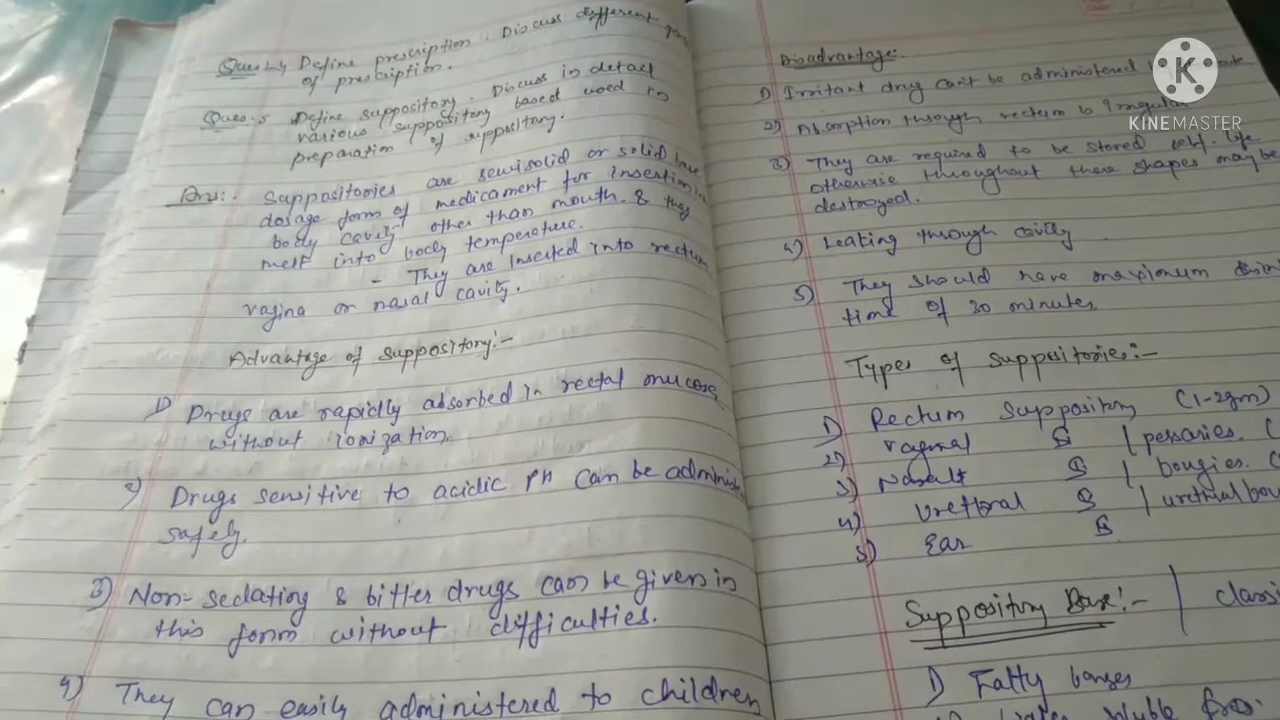 Ques:4 Define prescription. Discuss different
of prescription.
Ques:5 Define suppository. Discuss in detail
various suppository based used in
preparation of suppository.
Ans:- Suppositories are semisolid or solid
dosage form of medicament for insertion in
body cavity other than mouth. & they
melt into body temperature.
- They are inserted into rectum
vagina or nasal cavity.
Advantage of suppository:-
1) Drugs are rapidly absorbed in rectal mucosa
without ionization.
2) Drugs sensitive to acidic PH can be adminis
safely.
3) Non-sedating & bitter drugs can be given in
this form without difficulties.
4) They can easily administered to children
Disadvantage:
1) Irritant drug can't be administered
2) Absorption through rectum is irregular
3) They are required to be stored self-life
otherwise throughout there shapes may be
destroyed.
4) Leaking through cavity
5) They should have maximum
time of 30 minutes.
Types of suppositories:-
1) Rectum suppository (1-2gm)
2) vaginal S | pessaries. (
3) Nasal S | bougies. (
4) Urethral S | urethral bou
5) Ear S
Suppository Base:- | classi
1) Fatty bases
KINEMASTER